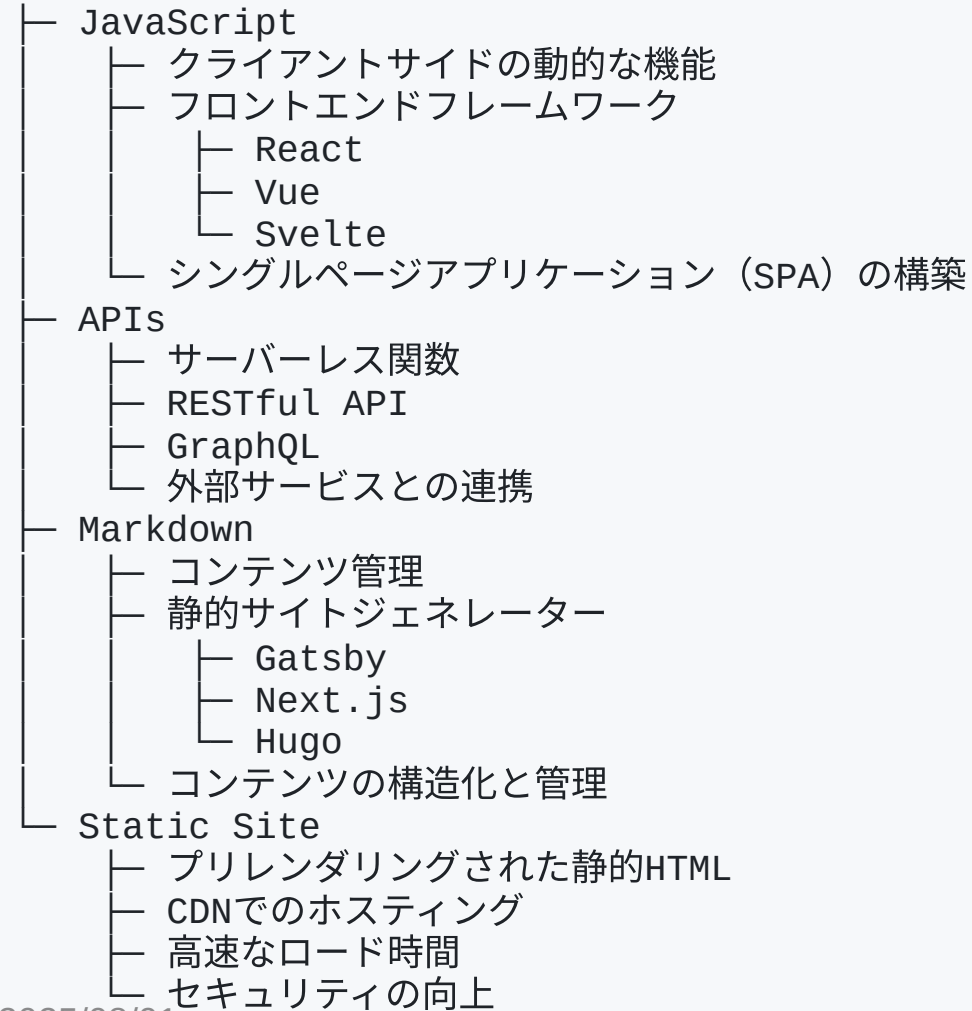 ├─ JavaScript
│   ├─ クライアントサイドの動的な機能
│   ├─ フロントエンドフレームワーク
│   │   ├─ React
│   │   ├─ Vue
│   │   └─ Svelte
│   └─ シングルページアプリケーション（SPA）の構築
├─ APIs
│   ├─ サーバーレス関数
│   ├─ RESTful API
│   ├─ GraphQL
│   └─ 外部サービスとの連携
├─ Markdown
│   ├─ コンテンツ管理
│   ├─ 静的サイトジェネレーター
│   │   ├─ Gatsby
│   │   ├─ Next.js
│   │   └─ Hugo
│   └─ コンテンツの構造化と管理
└─ Static Site
    ├─ プリレンダリングされた静的HTML
    ├─ CDNでのホスティング
    ├─ 高速なロード時間
    └─ セキュリティの向上